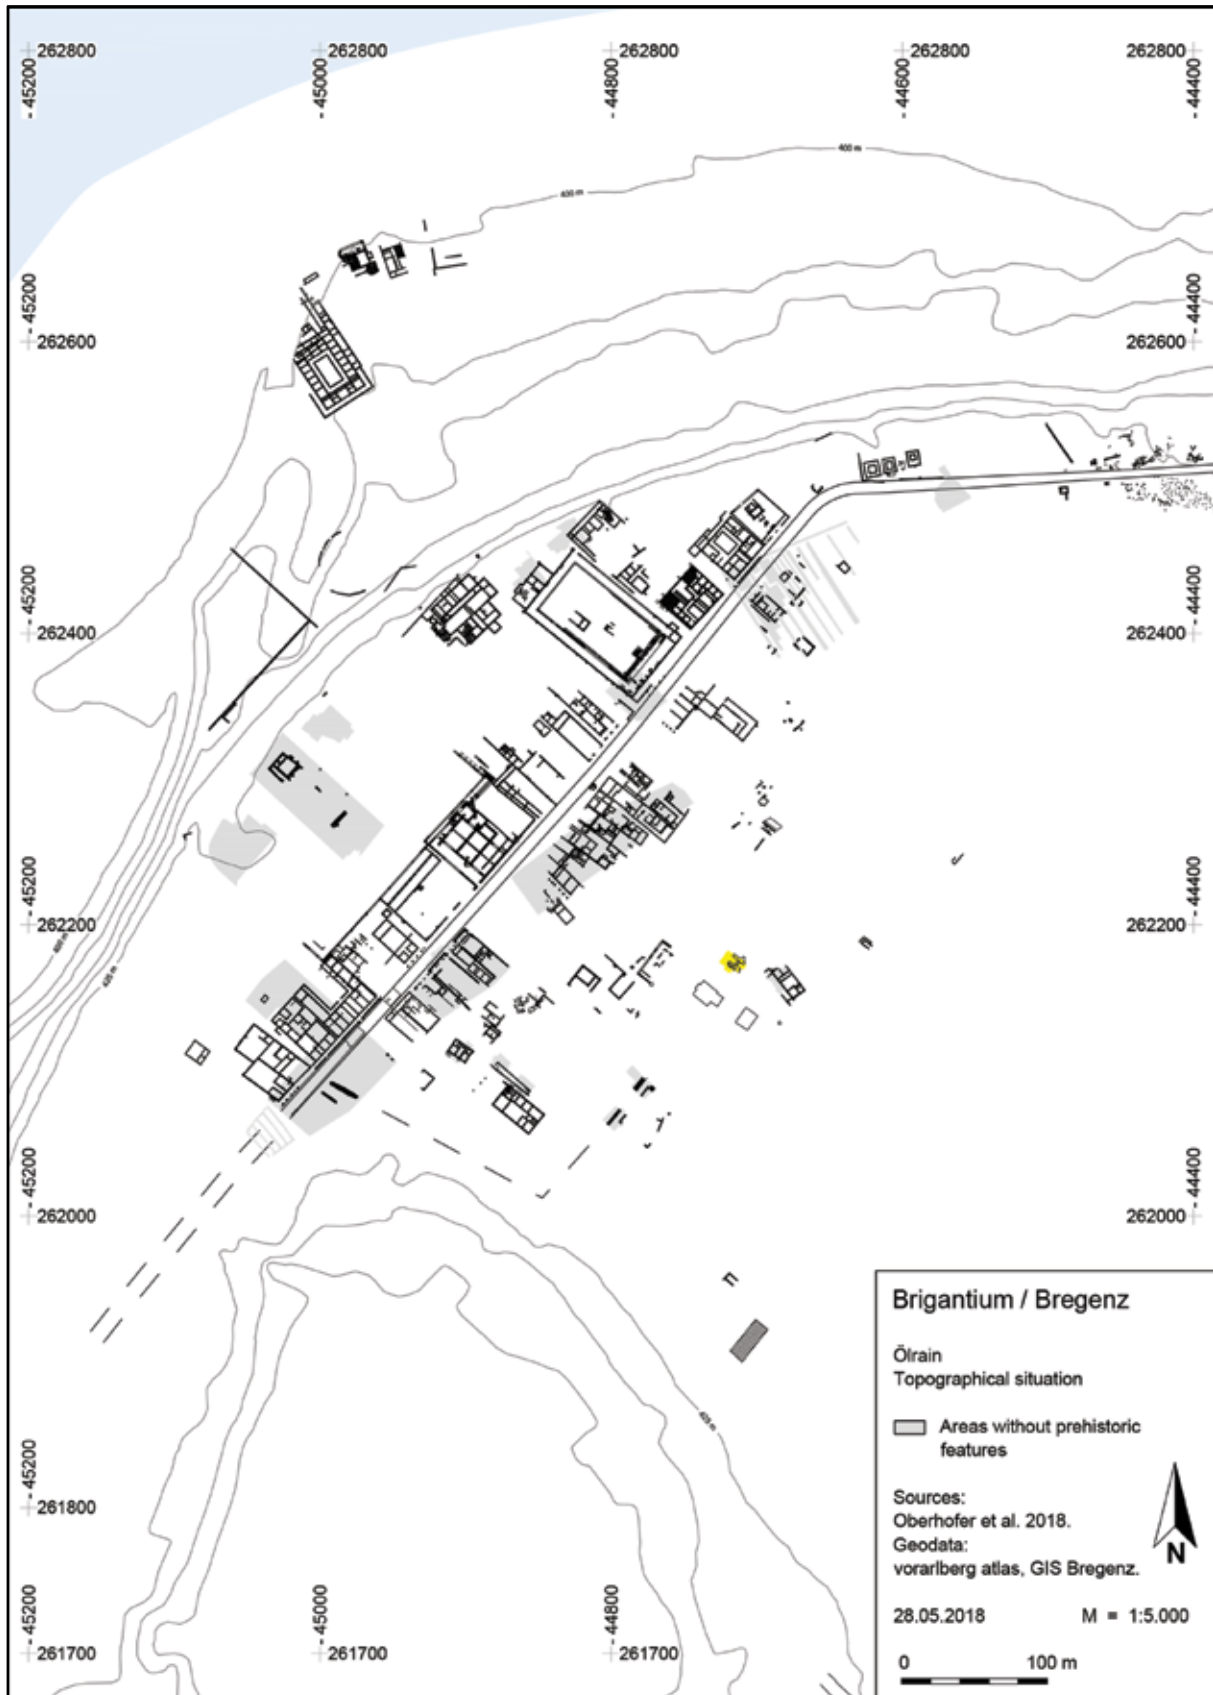 262800 262800 262800 262800 262800
- 45200 - 45000 - 44800 - 44600 - 44400
400 m
400 m
- 45200 - 44400
262600 262600
- 45200 - 44400
262400 262400
- 45200 - 44400
262200 262200
400 m
425 m
- 45200 - 44400
262000 262000
Brigantium / Bregenz
Ölrain
Topographical situation
425 m
Areas without prehistoric
features
- 45200
261800
Sources:
Oberhofer et al. 2018.
Geodata:
vorarlberg atlas, GIS Bregenz.
N
28.05.2018 M = 1:5.000
- 45200 - 45000 - 44800
261700 261700 261700
0 100 m